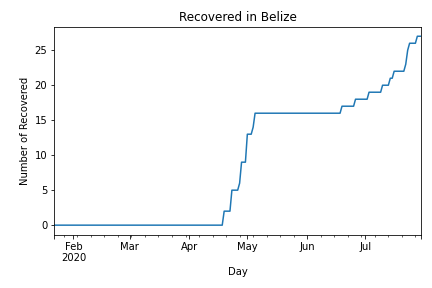 Recovered in Belize
Number of Recovered
25
20
15
10
5
0
Feb
2020
Mar
Apr
May
Jun
Jul
Day